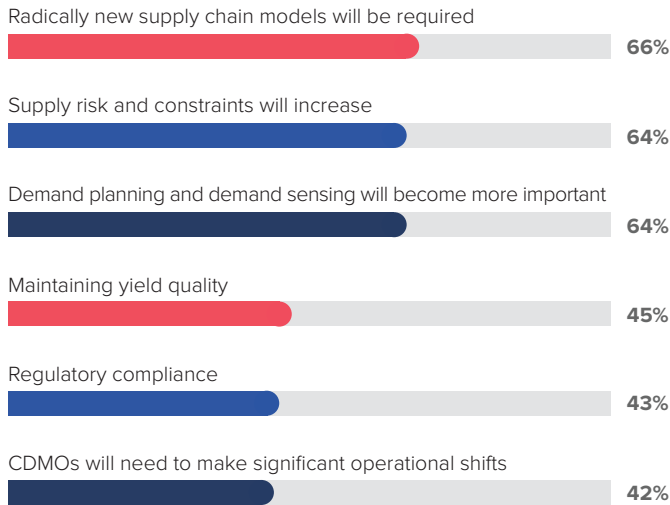 Radically new supply chain models will be required
66%
Supply risk and constraints will increase
64%
Demand planning and demand sensing will become more important
64%
Maintaining yield quality
45%
Regulatory compliance
43%
CDMOs will need to make significant operational shifts
42%